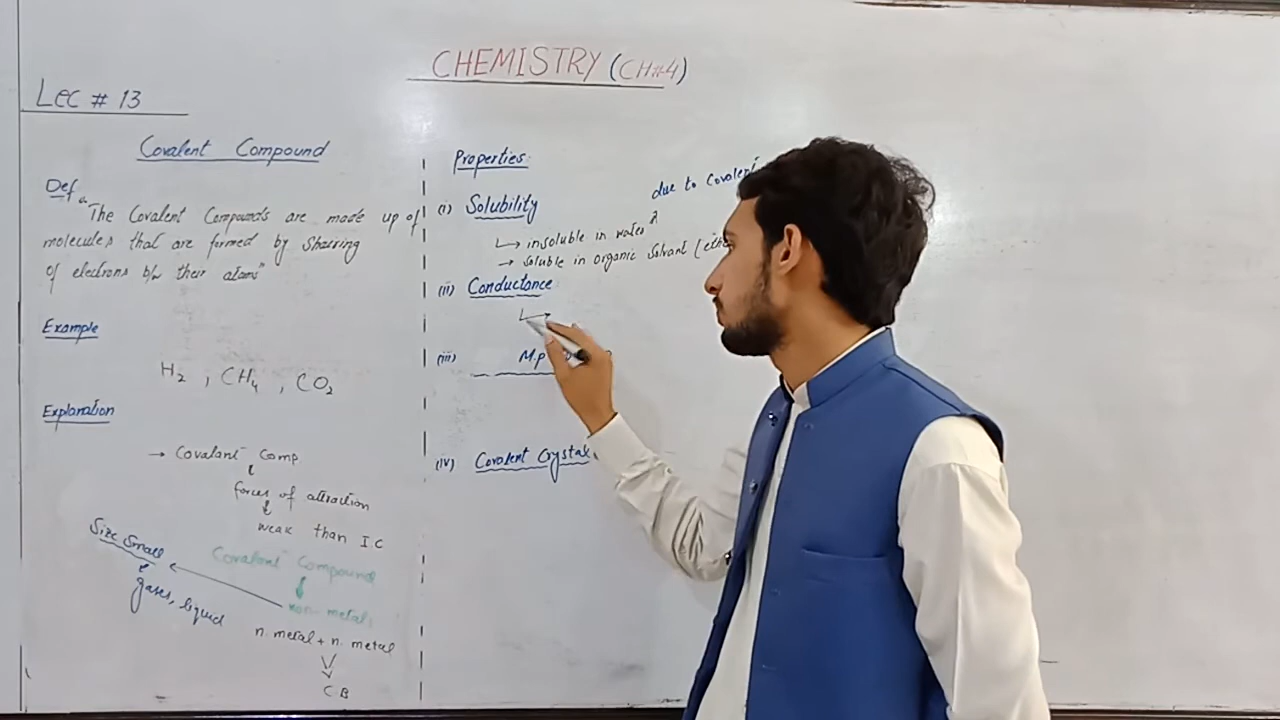 CHEMISTRY (CH#4)
Lec # 13
Covalent Compound
Def "The Covalent Compounds are made up of
molecules that are formed by Sharing
of electrons b/w their atoms"
Example
H2 , CH4 , CO2
Explanation
→ Covalent Comp
forces of attraction
weak than I.C
Size Small
Covalent Compound
gases, liquid
non-metals
n. metal + n. metal
C B
Properties:
(i) Solubility
due to Covalent
↳ insoluble in water
→ soluble in organic solvent (
(ii) Conductance
(iii) M.p
(iv) Covalent Crystals